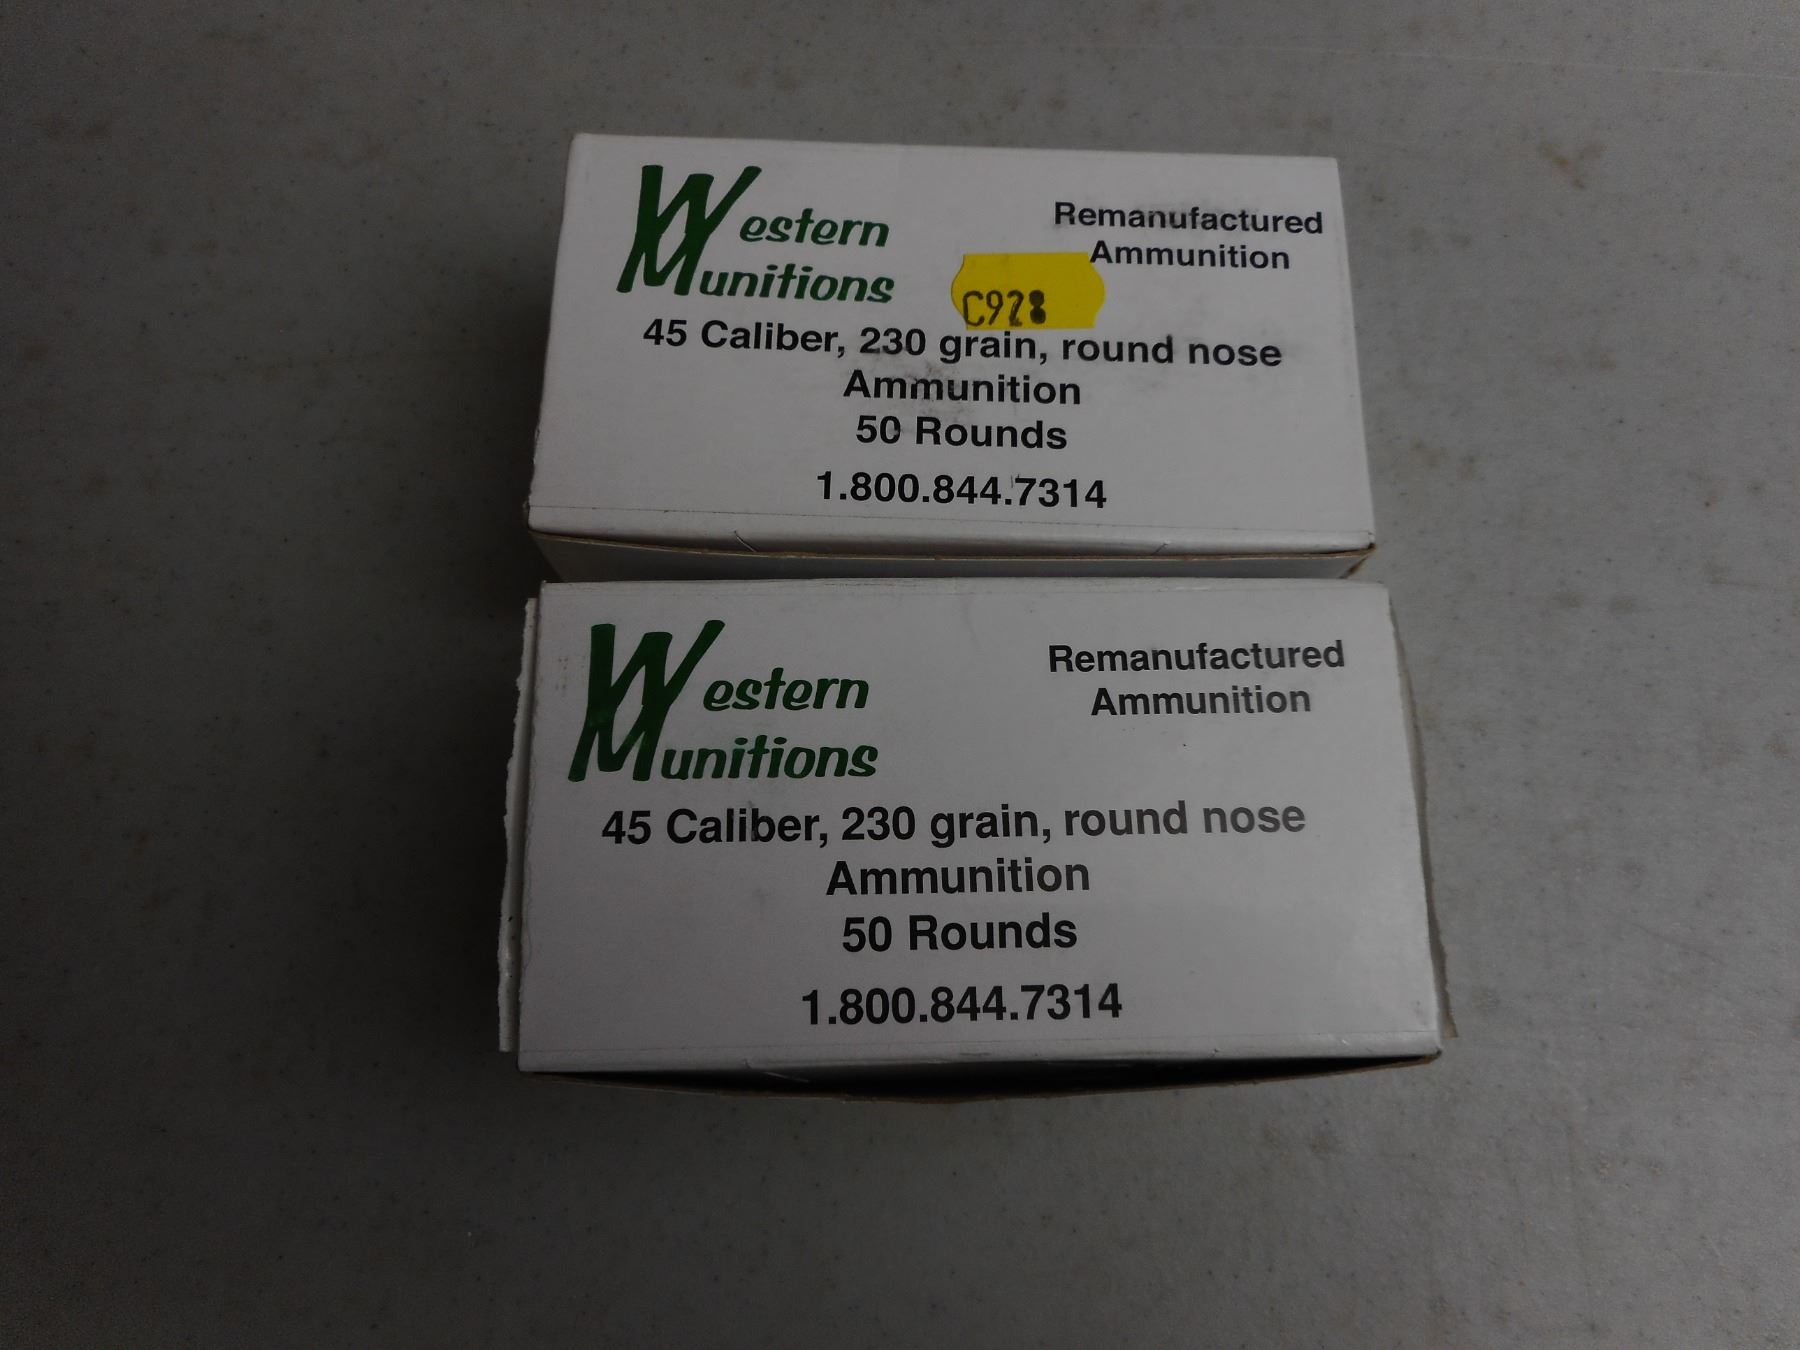 Western
Munitions
Remanufactured
Ammunition
C928
45 Caliber, 230 grain, round nose
Ammunition
50 Rounds
1.800.844.7314
Western
Munitions
Remanufactured
Ammunition
45 Caliber, 230 grain, round nose
Ammunition
50 Rounds
1.800.844.7314